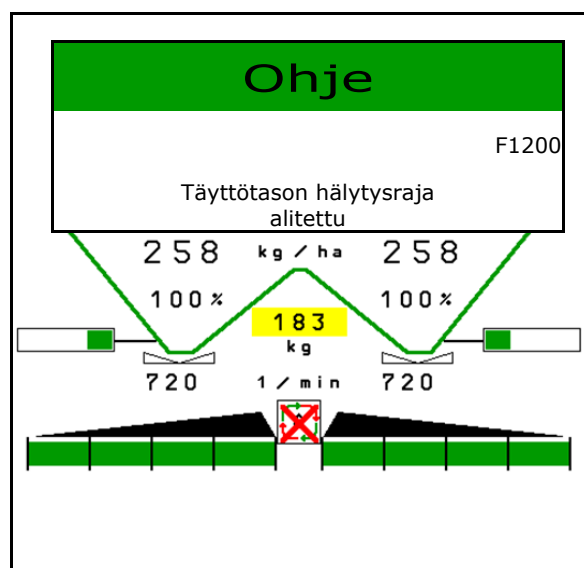 Ohje
F1200
Täyttötason hälytysraja
alitettu
258 kg/ha 258
100% 100%
183
kg
720 1/min 720